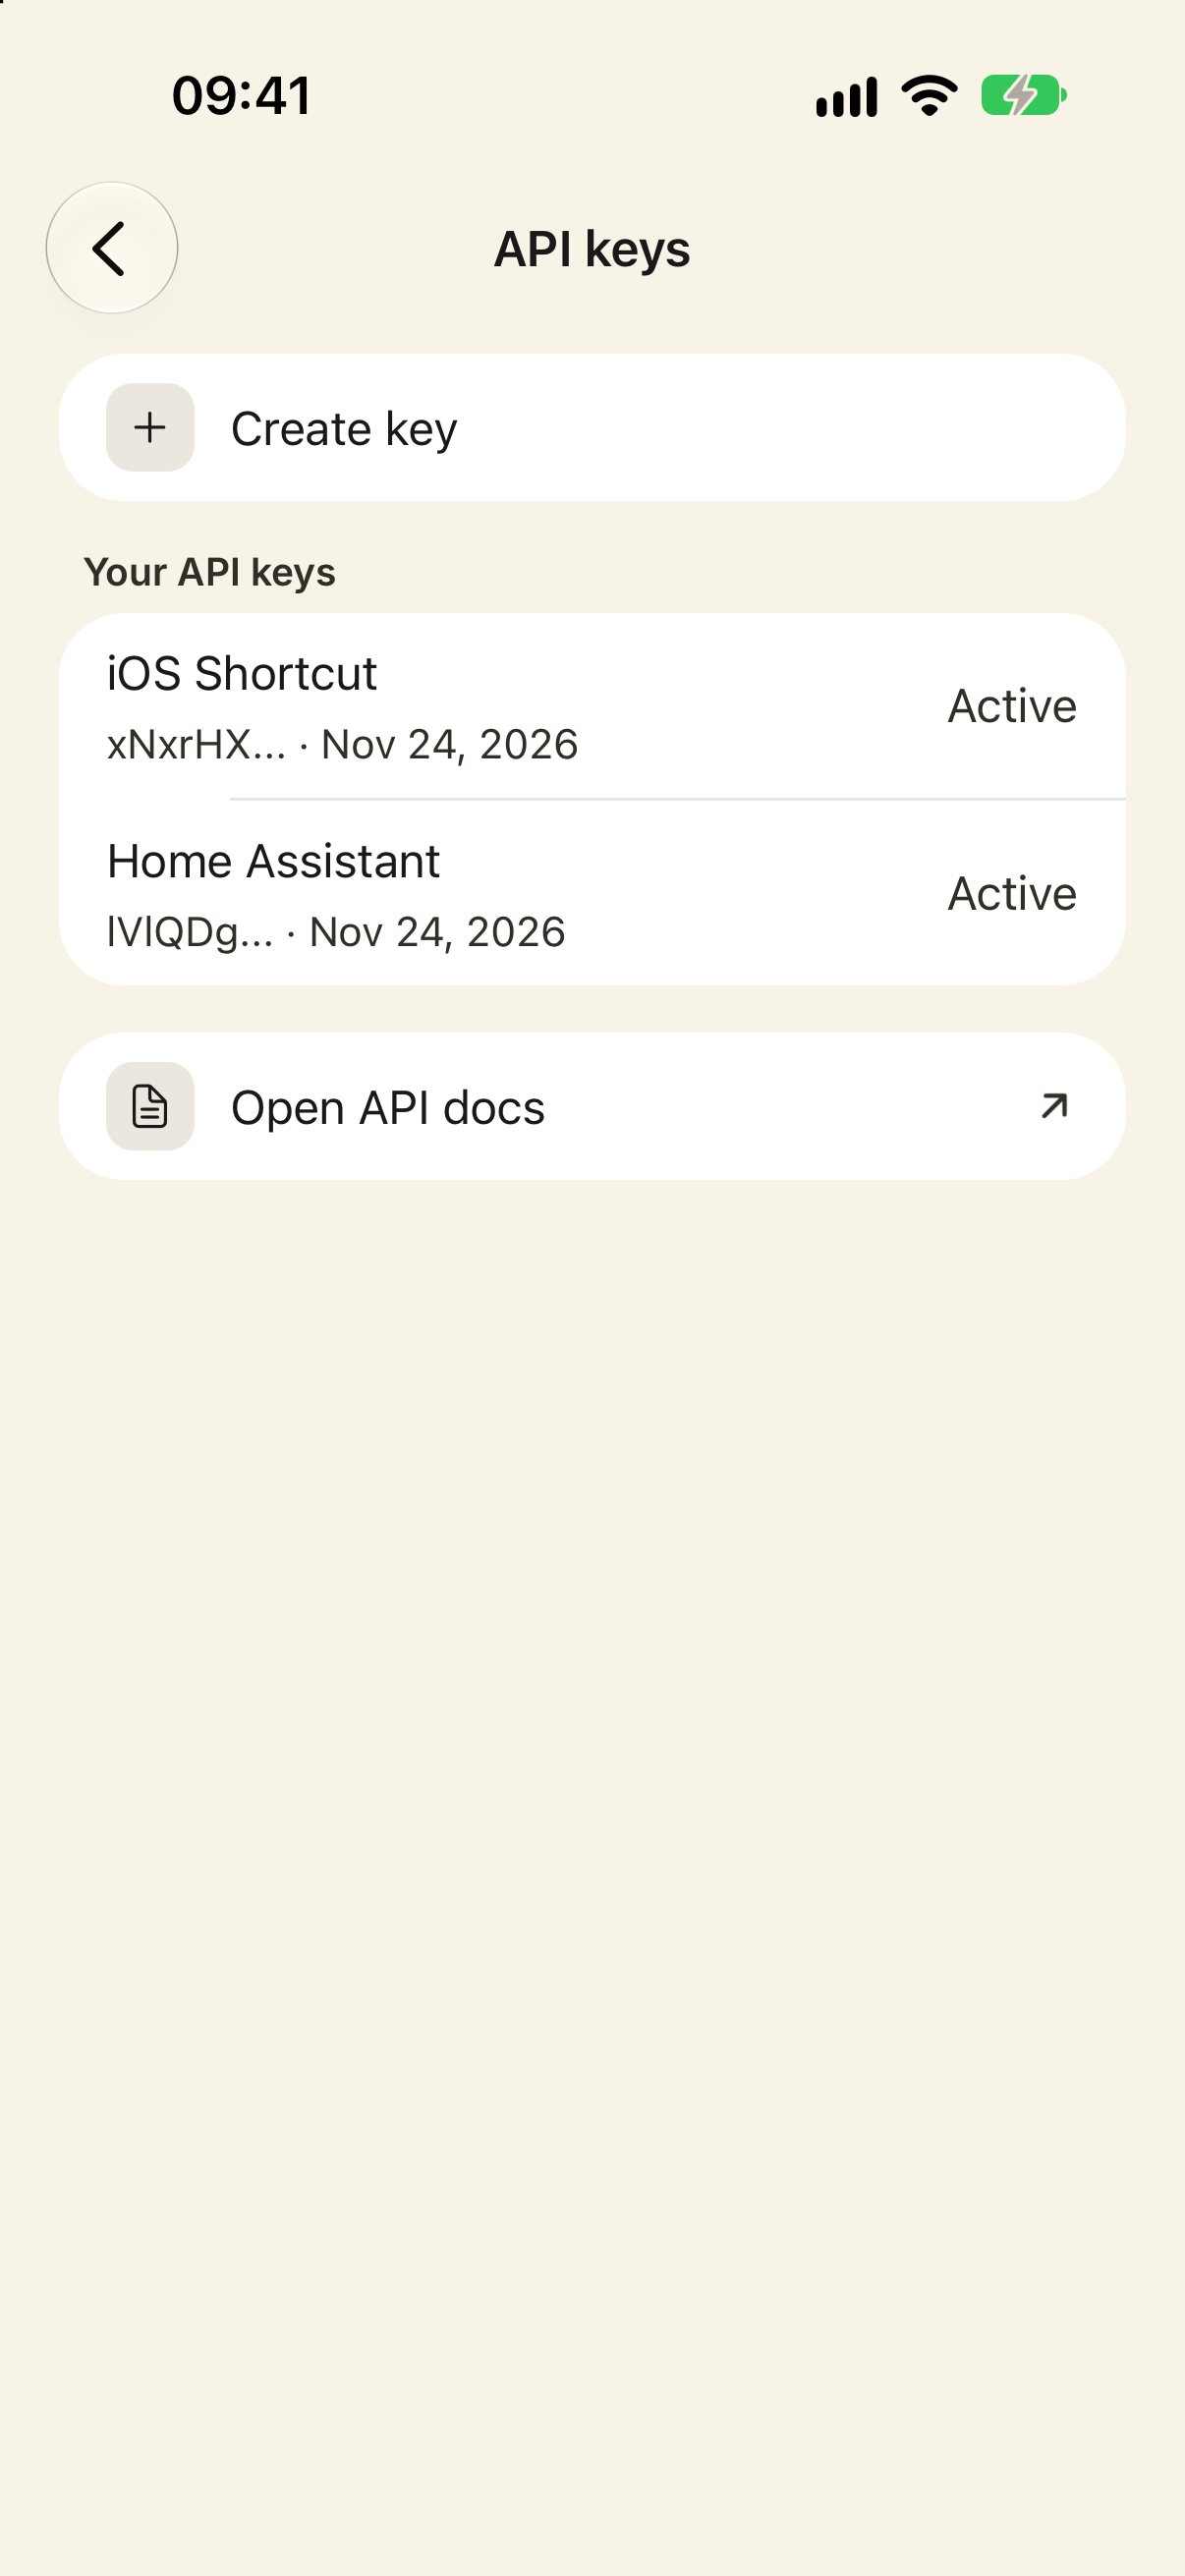 09:41
API keys
Create key
Your API keys
iOS Shortcut
xNxrHX... · Nov 24, 2026
Active
Home Assistant
lVlQDg... · Nov 24, 2026
Active
Open API docs